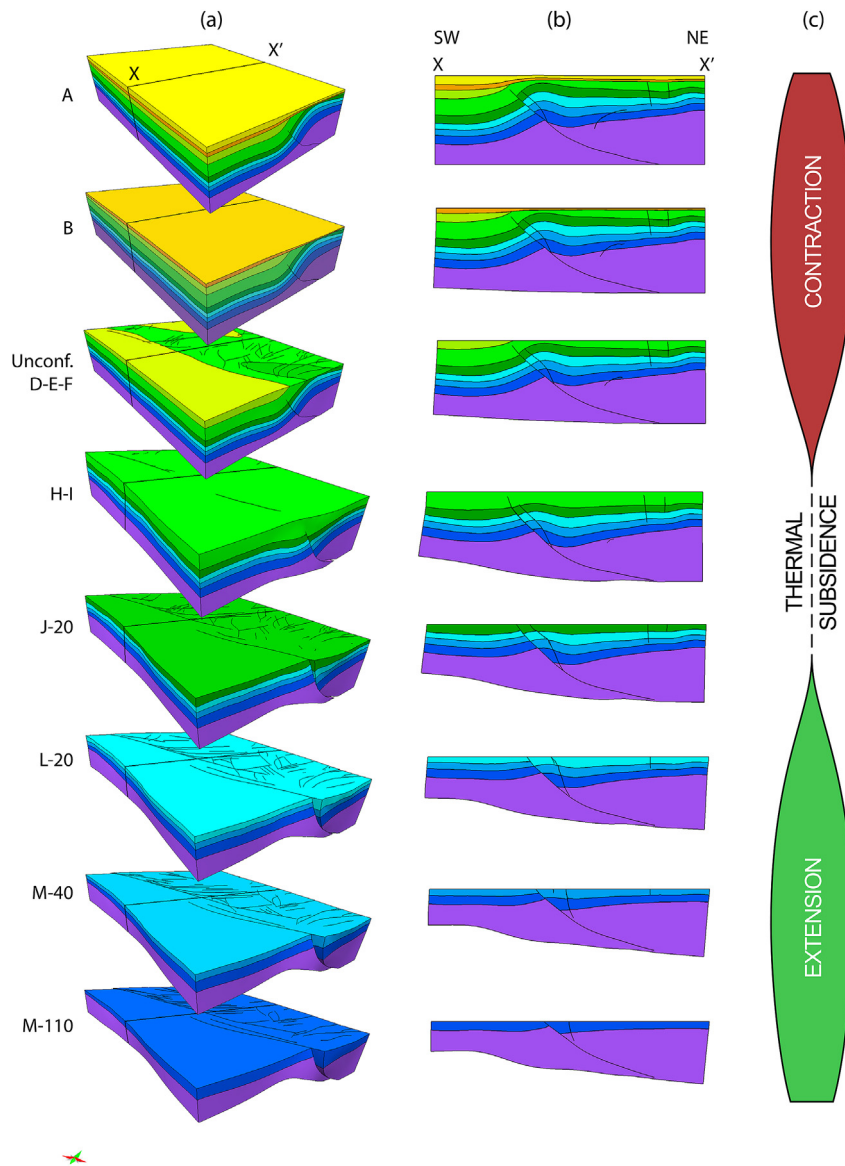 (a)
(b)
(c)
SW
NE
X
X’
X
X’
A
B
Unconf.
D-E-F
H-I
J-20
L-20
M-40
M-110
CONTRACTION
THERMAL
SUBSIDENCE
EXTENSION